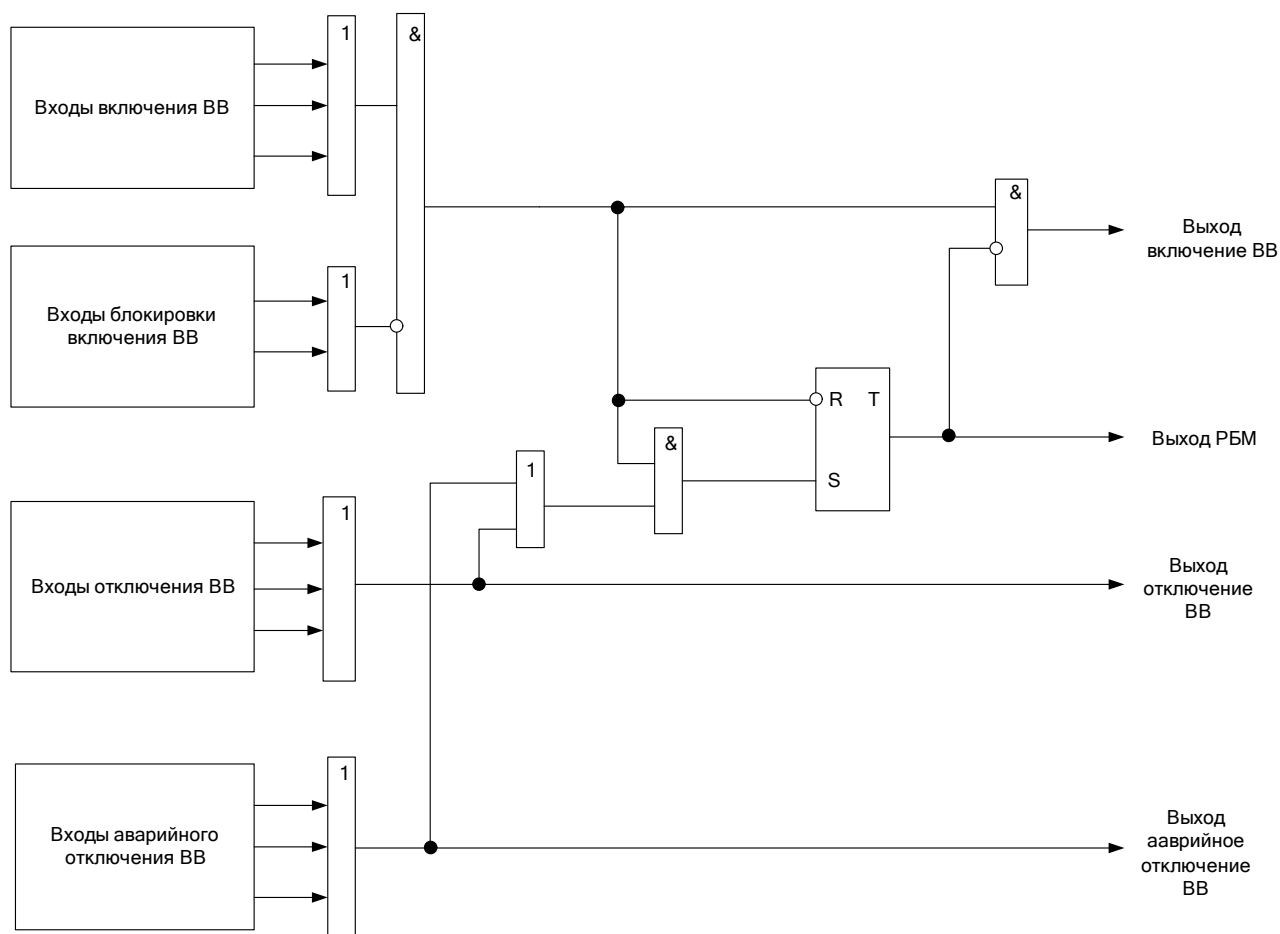 1
&
Входы включения ВВ
&
Выход
включение ВВ
1
Входы блокировки
включения ВВ
R T
&
Выход РБМ
1
S
1
Входы отключения ВВ
Выход
отключение
ВВ
1
Выход
ааврийное
отключение
ВВ
Входы аварийного
отключения ВВ